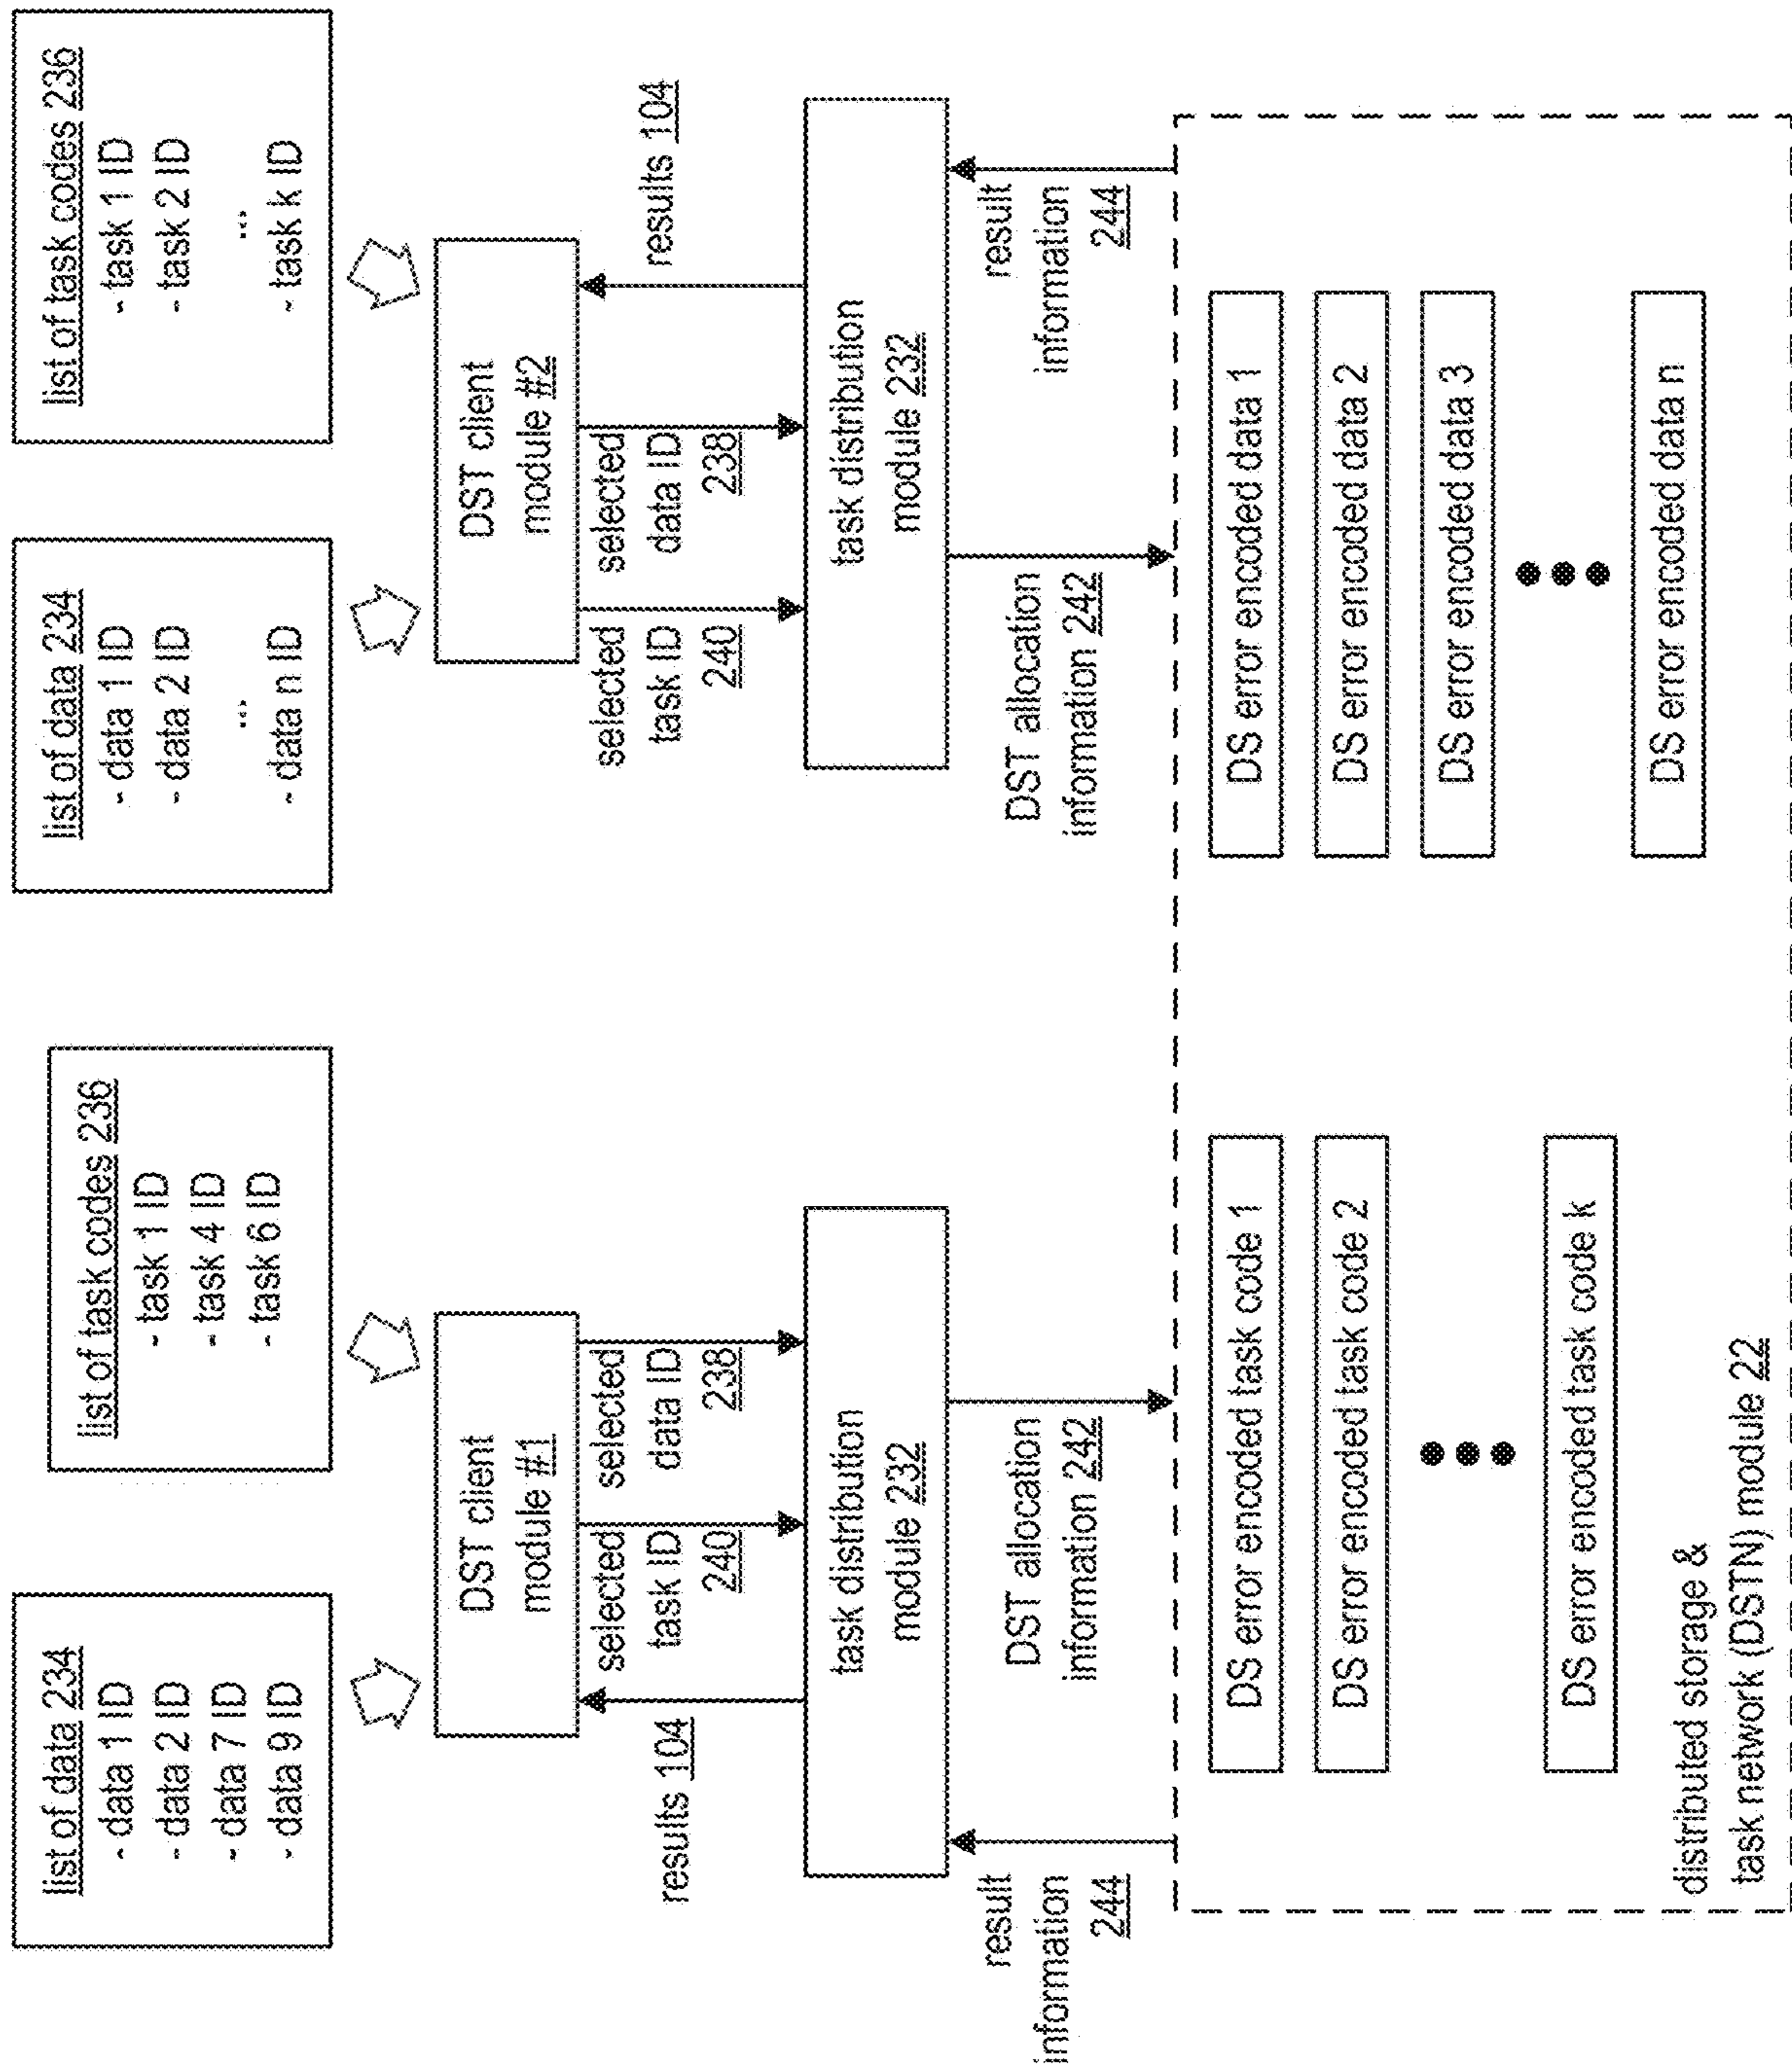 list of data 234
- data 1 ID
- data 2 ID
- data 7 ID
- data 9 ID
list of task codes 236
- task 1 ID
- task 4 ID
- task 6 ID
list of data 234
- data 1 ID
- data 2 ID
...
- data n ID
list of task codes 236
- task 1 ID
- task 2 ID
...
- task k ID
DST client
module #1
results 104
selected
task ID
240
selected
data ID
238
task distribution
module 232
result
information
244
DST allocation
information 242
DST client
module #2
selected
task ID
240
selected
data ID
238
results 104
task distribution
module 232
DST allocation
information 242
result
information
244
DS error encoded task code 1
DS error encoded task code 2
DS error encoded task code k
DS error encoded data 1
DS error encoded data 2
DS error encoded data 3
DS error encoded data n
distributed storage &
task network (DSTN) module 22